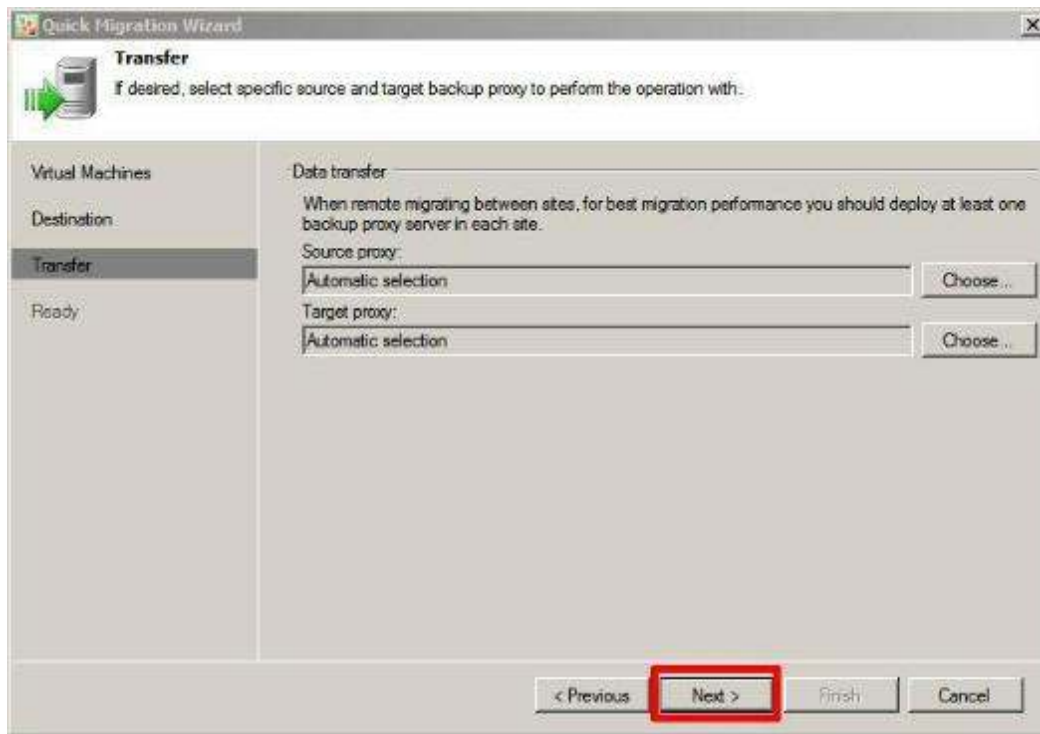 Quick Migration Wizard
Transfer
If desired, select specific source and target backup proxy to perform the operation with.
Virtual Machines
Destination
Transfer
Ready
Data transfer
When remote migrating between sites, for best migration performance you should deploy at least one
backup proxy server in each site.
Source proxy:
Automatic selection
Choose...
Target proxy:
Automatic selection
Choose...
< Previous
Next >
Finish
Cancel